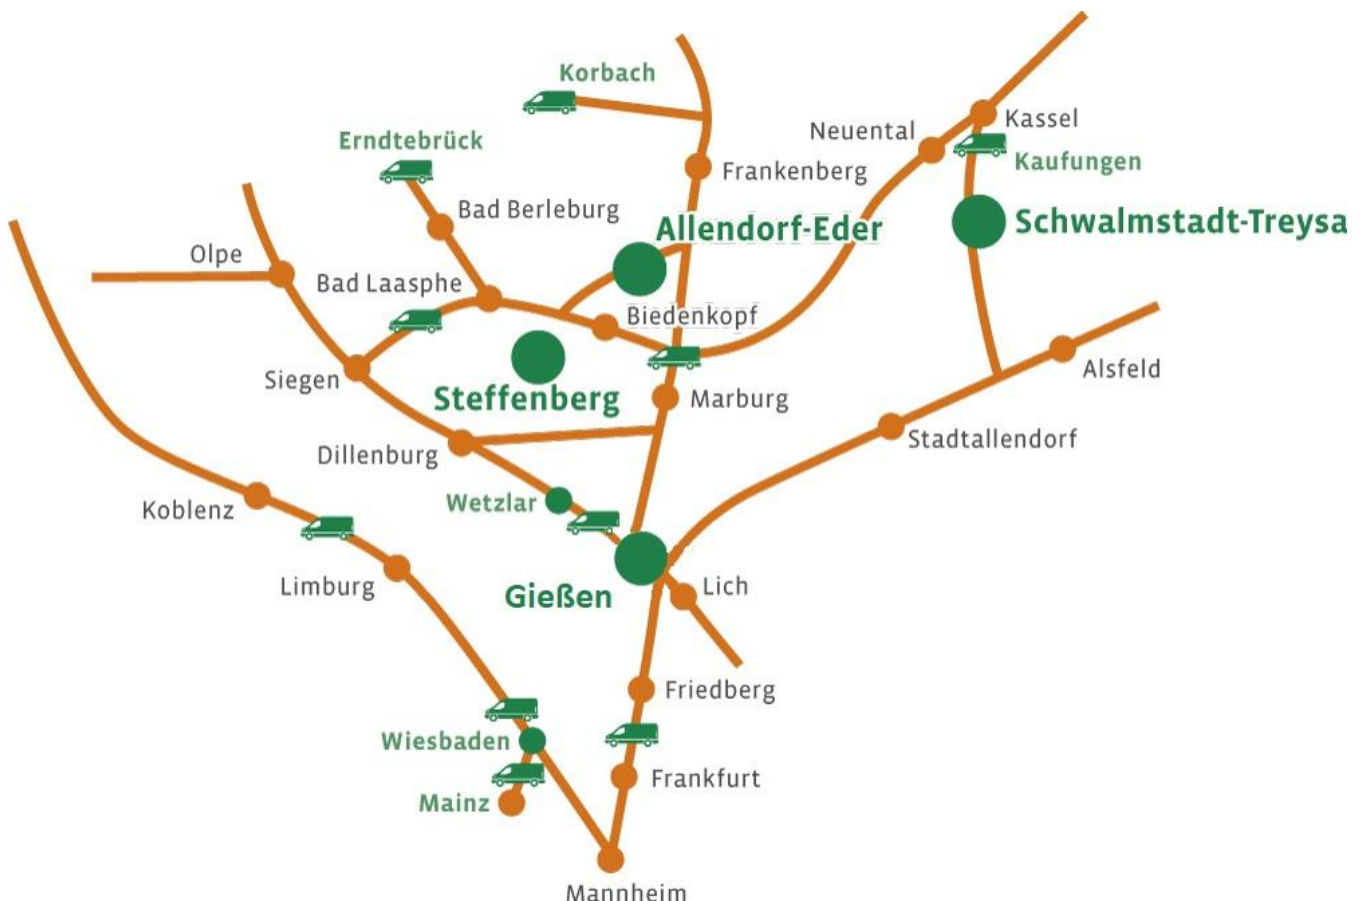 Korbach
Kassel
Neuental
Erndtebrück
Kaufungen
Frankenberg
Bad Berleburg
Schwalmstadt-Treysa
Allendorf-Eder
Olpe
Bad Laasphe
Biedenkopf
Alsfeld
Siegen
Steffenberg
Marburg
Stadtallendorf
Dillenburg
Wetzlar
Koblenz
Limburg
Lich
Gießen
Friedberg
Wiesbaden
Frankfurt
Mainz
Mannheim